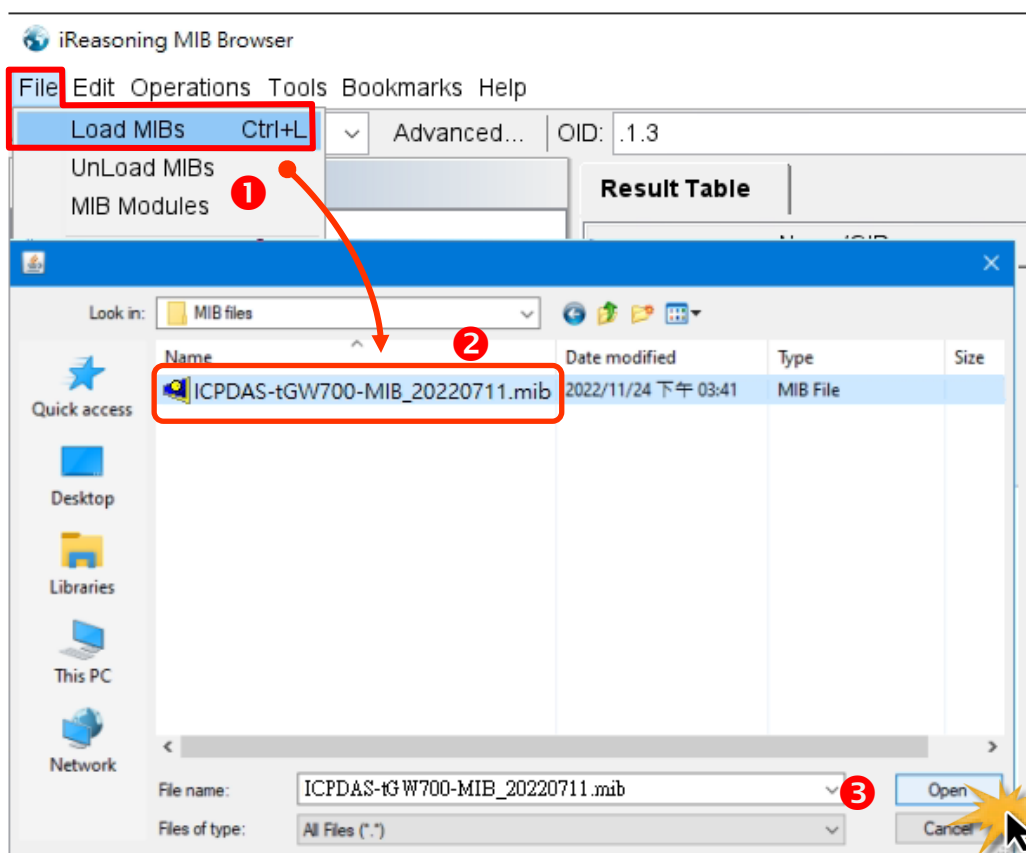 iReasoning MIB Browser
File Edit Operations Tools Bookmarks Help
Load MIBs Ctrl+L
Advanced... OID: .1.3
UnLoad MIBs
1
Result Table
MIB Modules
Look in: MIB files
2
Name Date modified Type Size
ICPDAS-tGW700-MIB_20220711.mib 2022/11/24 下午 03:41 MIB File
Quick access
Desktop
Libraries
This PC
Network
File name: ICPDAS-tGW700-MIB_20220711.mib 3 Open
Files of type: All Files (*.*) Cancel